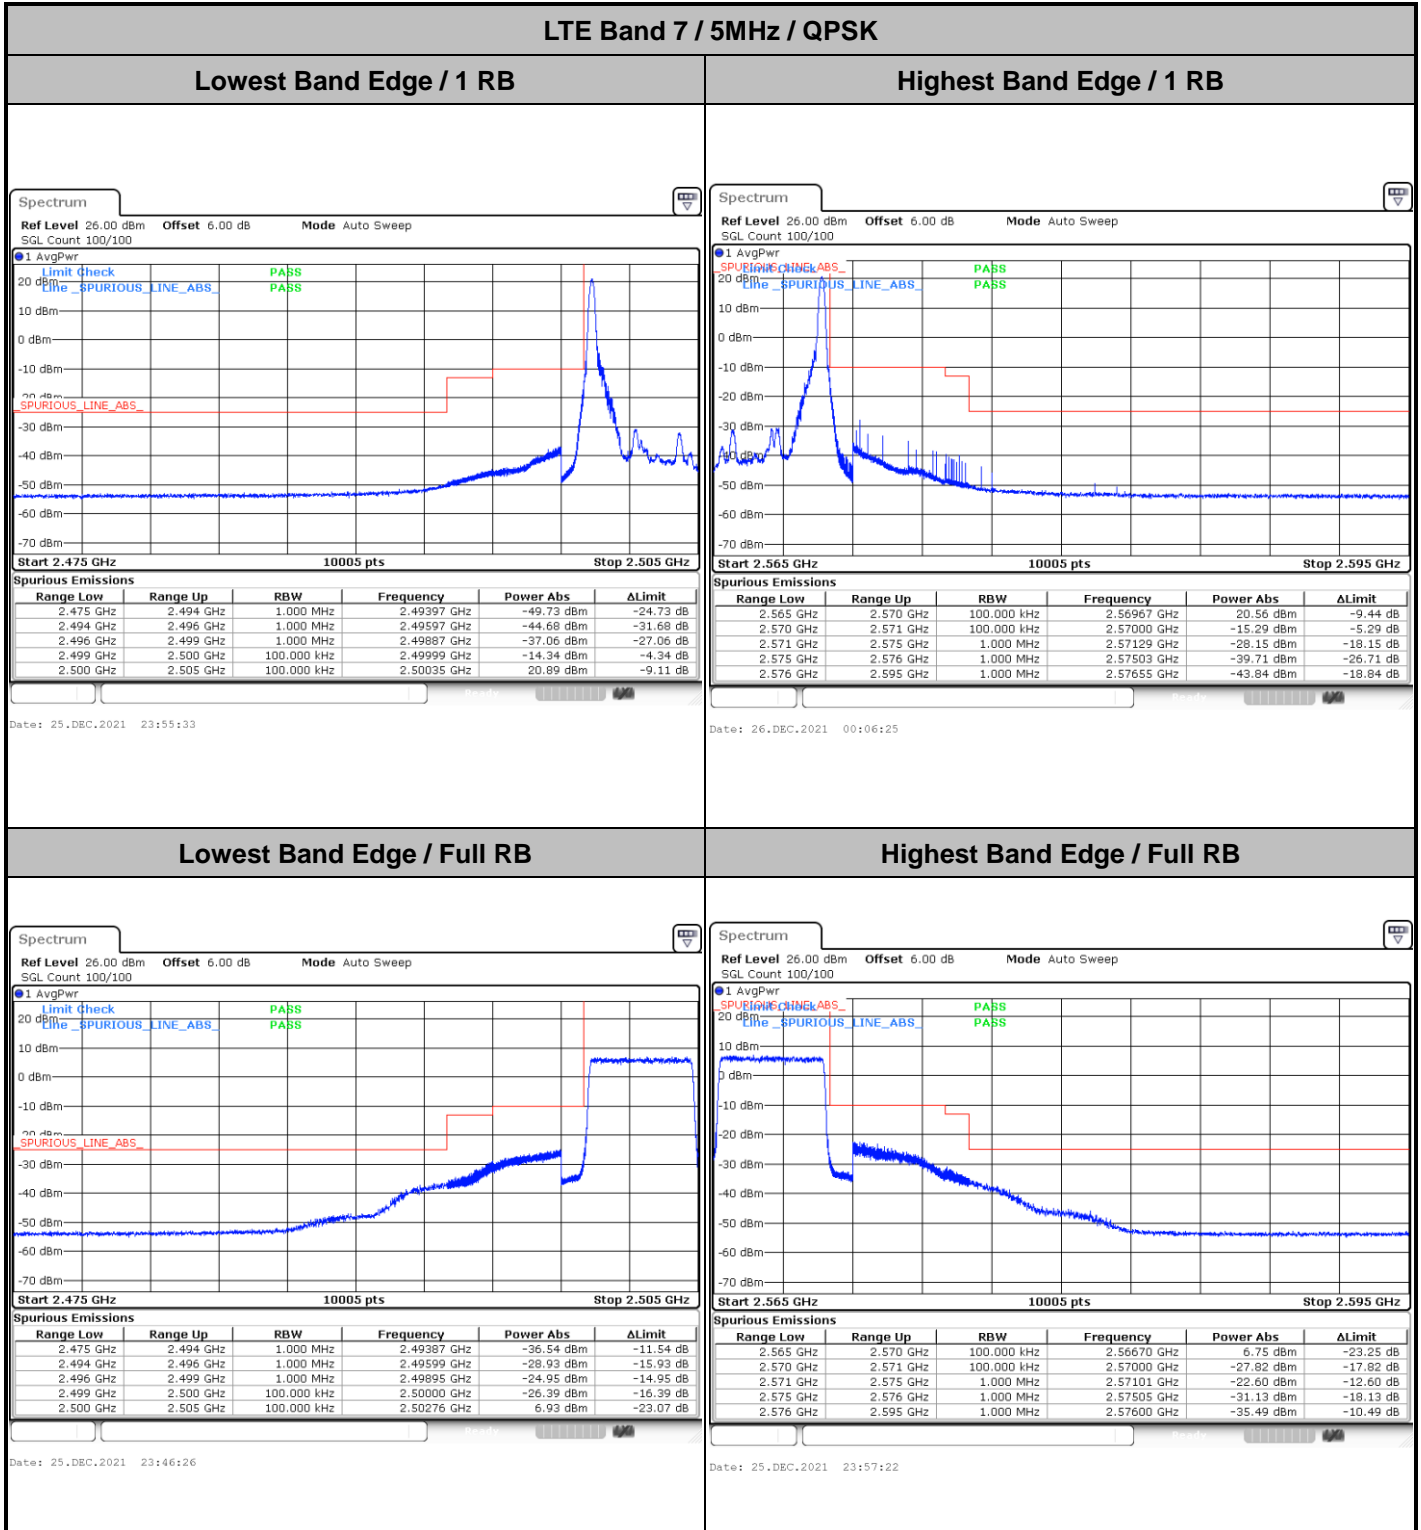 LTE Band 7 / 5MHz / QPSK
Lowest Band Edge / 1 RB
Highest Band Edge / 1 RB
Spectrum
Ref Level 26.00 dBm Offset 6.00 dB Mode Auto Sweep
SGL Count 100/100
1 AvgPwr
Limit Check PASS
Line _SPURIOUS_LINE_ABS_ PASS
20 dBm
10 dBm
0 dBm
-10 dBm
-20 dBm
_SPURIOUS_LINE_ABS_
-30 dBm
-40 dBm
-50 dBm
-60 dBm
-70 dBm
Start 2.475 GHz 10005 pts Stop 2.505 GHz
Spurious Emissions
Range Low Range Up RBW Frequency Power Abs ΔLimit
2.475 GHz 2.494 GHz 1.000 MHz 2.49397 GHz -49.73 dBm -24.73 dB
2.494 GHz 2.496 GHz 1.000 MHz 2.49597 GHz -44.68 dBm -31.68 dB
2.496 GHz 2.499 GHz 1.000 MHz 2.49887 GHz -37.06 dBm -27.06 dB
2.499 GHz 2.500 GHz 100.000 kHz 2.49999 GHz -14.34 dBm -4.34 dB
2.500 GHz 2.505 GHz 100.000 kHz 2.50035 GHz 20.89 dBm -9.11 dB
Ready
Date: 25.DEC.2021 23:55:33
Spectrum
Ref Level 26.00 dBm Offset 6.00 dB Mode Auto Sweep
SGL Count 100/100
1 AvgPwr
_SPURIOUS_LINE_ABS_
Limit Check PASS
Line _SPURIOUS_LINE_ABS_ PASS
20 dBm
10 dBm
0 dBm
-10 dBm
-20 dBm
-30 dBm
-40 dBm
-50 dBm
-60 dBm
-70 dBm
Start 2.565 GHz 10005 pts Stop 2.595 GHz
Spurious Emissions
Range Low Range Up RBW Frequency Power Abs ΔLimit
2.565 GHz 2.570 GHz 100.000 kHz 2.56967 GHz 20.56 dBm -9.44 dB
2.570 GHz 2.571 GHz 100.000 kHz 2.57000 GHz -15.29 dBm -5.29 dB
2.571 GHz 2.575 GHz 1.000 MHz 2.57129 GHz -28.15 dBm -18.15 dB
2.575 GHz 2.576 GHz 1.000 MHz 2.57503 GHz -39.71 dBm -26.71 dB
2.576 GHz 2.595 GHz 1.000 MHz 2.57655 GHz -43.84 dBm -18.84 dB
Ready
Date: 26.DEC.2021 00:06:25
Lowest Band Edge / Full RB
Highest Band Edge / Full RB
Spectrum
Ref Level 26.00 dBm Offset 6.00 dB Mode Auto Sweep
SGL Count 100/100
1 AvgPwr
Limit Check PASS
Line _SPURIOUS_LINE_ABS_ PASS
20 dBm
10 dBm
0 dBm
-10 dBm
-20 dBm
_SPURIOUS_LINE_ABS_
-30 dBm
-40 dBm
-50 dBm
-60 dBm
-70 dBm
Start 2.475 GHz 10005 pts Stop 2.505 GHz
Spurious Emissions
Range Low Range Up RBW Frequency Power Abs ΔLimit
2.475 GHz 2.494 GHz 1.000 MHz 2.49387 GHz -36.54 dBm -11.54 dB
2.494 GHz 2.496 GHz 1.000 MHz 2.49599 GHz -28.93 dBm -15.93 dB
2.496 GHz 2.499 GHz 1.000 MHz 2.49895 GHz -24.95 dBm -14.95 dB
2.499 GHz 2.500 GHz 100.000 kHz 2.50000 GHz -26.39 dBm -16.39 dB
2.500 GHz 2.505 GHz 100.000 kHz 2.50276 GHz 6.93 dBm -23.07 dB
Ready
Date: 25.DEC.2021 23:46:26
Spectrum
Ref Level 26.00 dBm Offset 6.00 dB Mode Auto Sweep
SGL Count 100/100
1 AvgPwr
_SPURIOUS_LINE_ABS_
Limit Check PASS
Line _SPURIOUS_LINE_ABS_ PASS
20 dBm
10 dBm
0 dBm
-10 dBm
-20 dBm
-30 dBm
-40 dBm
-50 dBm
-60 dBm
-70 dBm
Start 2.565 GHz 10005 pts Stop 2.595 GHz
Spurious Emissions
Range Low Range Up RBW Frequency Power Abs ΔLimit
2.565 GHz 2.570 GHz 100.000 kHz 2.56670 GHz 6.75 dBm -23.25 dB
2.570 GHz 2.571 GHz 100.000 kHz 2.57000 GHz -27.82 dBm -17.82 dB
2.571 GHz 2.575 GHz 1.000 MHz 2.57101 GHz -22.60 dBm -12.60 dB
2.575 GHz 2.576 GHz 1.000 MHz 2.57505 GHz -31.13 dBm -18.13 dB
2.576 GHz 2.595 GHz 1.000 MHz 2.57600 GHz -35.49 dBm -10.49 dB
Ready
Date: 25.DEC.2021 23:57:22